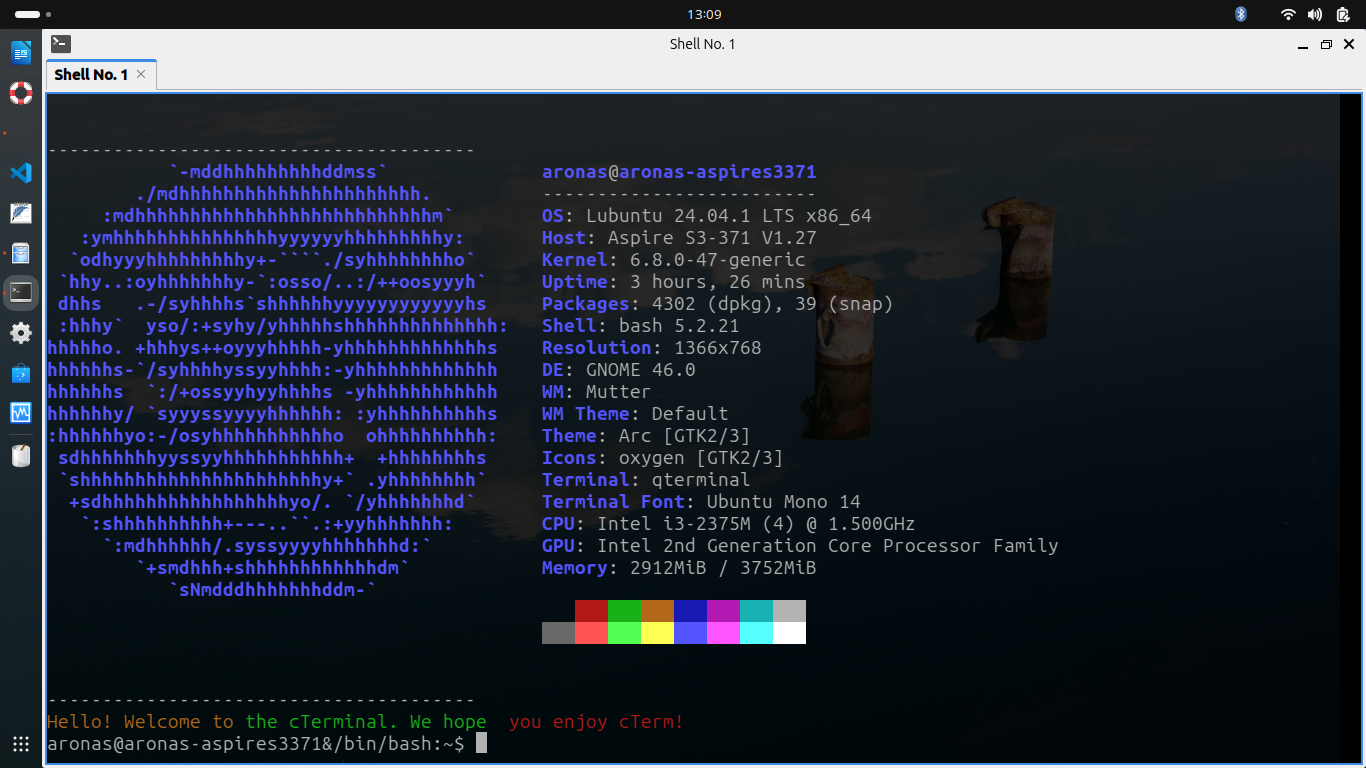 13:09
Shell No. 1
Shell No. 1
---------------------------------------
`-mddhhhhhhhhhddmss`
./mdhhhhhhhhhhhhhhhhhhhhhh.
:mdhhhhhhhhhhhhhhhhhhhhhhhhhhhm`
:ymhhhhhhhhhhhhhhhyyyyyyhhhhhhhhhy:
`odhyyyhhhhhhhhhy+-````./syhhhhhhhho`
`hhy..:oyhhhhhhhy-`:osso/..:/++oosyyyh`
dhhs   .-/syhhhhs`shhhhhhyyyyyyyyyyyyhs
:hhhy`  yso/:+syhy/yhhhhhshhhhhhhhhhhhhh:
hhhhho. +hhhys++oyyyhhhhh-yhhhhhhhhhhhhhs
hhhhhhs-`/syhhhhyssyyhhhh:-yhhhhhhhhhhhhh
hhhhhhs   `:/+ossyyhyyhhhhs -yhhhhhhhhhhhh
hhhhhhy/ `syyyssyyyyhhhhhh: :yhhhhhhhhhhs
:hhhhhhyo:-/osyhhhhhhhhhhho  ohhhhhhhhhh:
sdhhhhhhhyyssyyhhhhhhhhhhh+  +hhhhhhhhs
`shhhhhhhhhhhhhhhhhhhhhhy+` .yhhhhhhhh`
+sdhhhhhhhhhhhhhhhhhyo/. `/yhhhhhhhd`
`:shhhhhhhhhh+---..``.:+yyhhhhhhh:
`:mdhhhhhh/.syssyyyyhhhhhhhd:`
`+smdhhh+shhhhhhhhhhhhdm`
`sNmdddhhhhhhhddm-`
aronas@aronas-aspires3371
-------------------------
OS: Lubuntu 24.04.1 LTS x86_64
Host: Aspire S3-371 V1.27
Kernel: 6.8.0-47-generic
Uptime: 3 hours, 26 mins
Packages: 4302 (dpkg), 39 (snap)
Shell: bash 5.2.21
Resolution: 1366x768
DE: GNOME 46.0
WM: Mutter
WM Theme: Default
Theme: Arc [GTK2/3]
Icons: oxygen [GTK2/3]
Terminal: qterminal
Terminal Font: Ubuntu Mono 14
CPU: Intel i3-2375M (4) @ 1.500GHz
GPU: Intel 2nd Generation Core Processor Family
Memory: 2912MiB / 3752MiB
---------------------------------------
Hello! Welcome to the cTerminal. We hope  you enjoy cTerm!
aronas@aronas-aspires3371&/bin/bash:~$